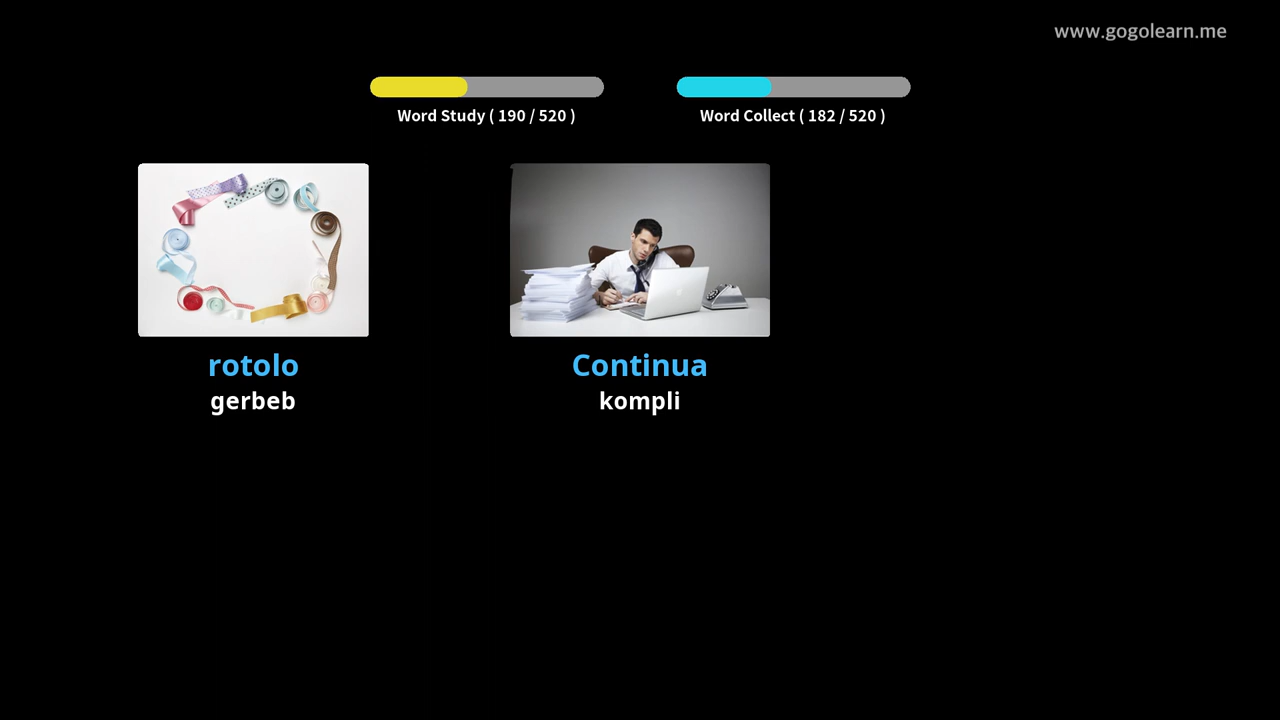 www.gogolearn.me
Word Study ( 190 / 520 )
Word Collect ( 182 / 520 )
rotolo
gerbeb
Continua
kompli